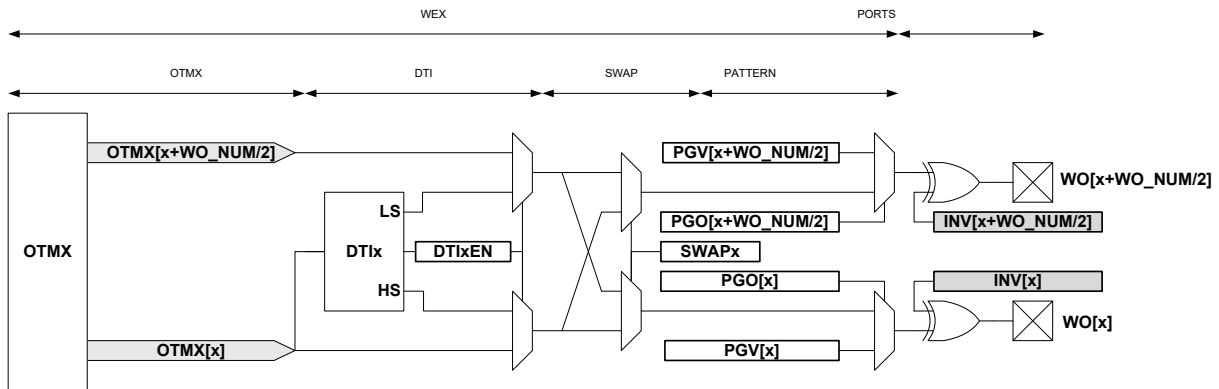 WEX PORTS
OTMX DTI SWAP PATTERN
OTMX[x+WO_NUM/2] PGV[x+WO_NUM/2]
WO[x+WO_NUM/2]
LS PGO[x+WO_NUM/2] INV[x+WO_NUM/2]
OTMX DTIx DTIxEN SWAPx
HS PGO[x] INV[x]
WO[x]
OTMX[x] PGV[x]